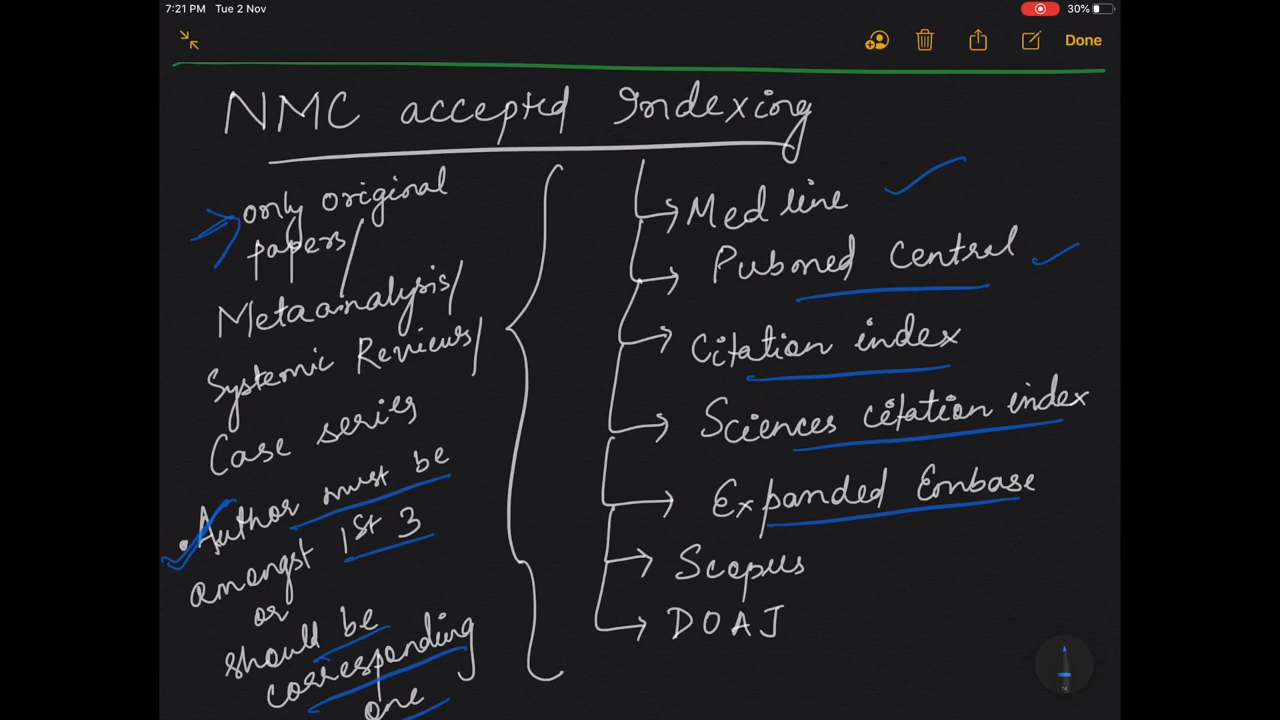 7:21 PM Tue 2 Nov
30%
Done
NMC accepted Indexing
only original
papers/
Metaanalysis/
Systemic Reviews/
Case series
• Author must be
amongst 1st 3
or
should be
corresponding
one
Medline
Pubmed Central
Citation index
Sciences citation index
Expanded Embase
Scopus
DOAJ